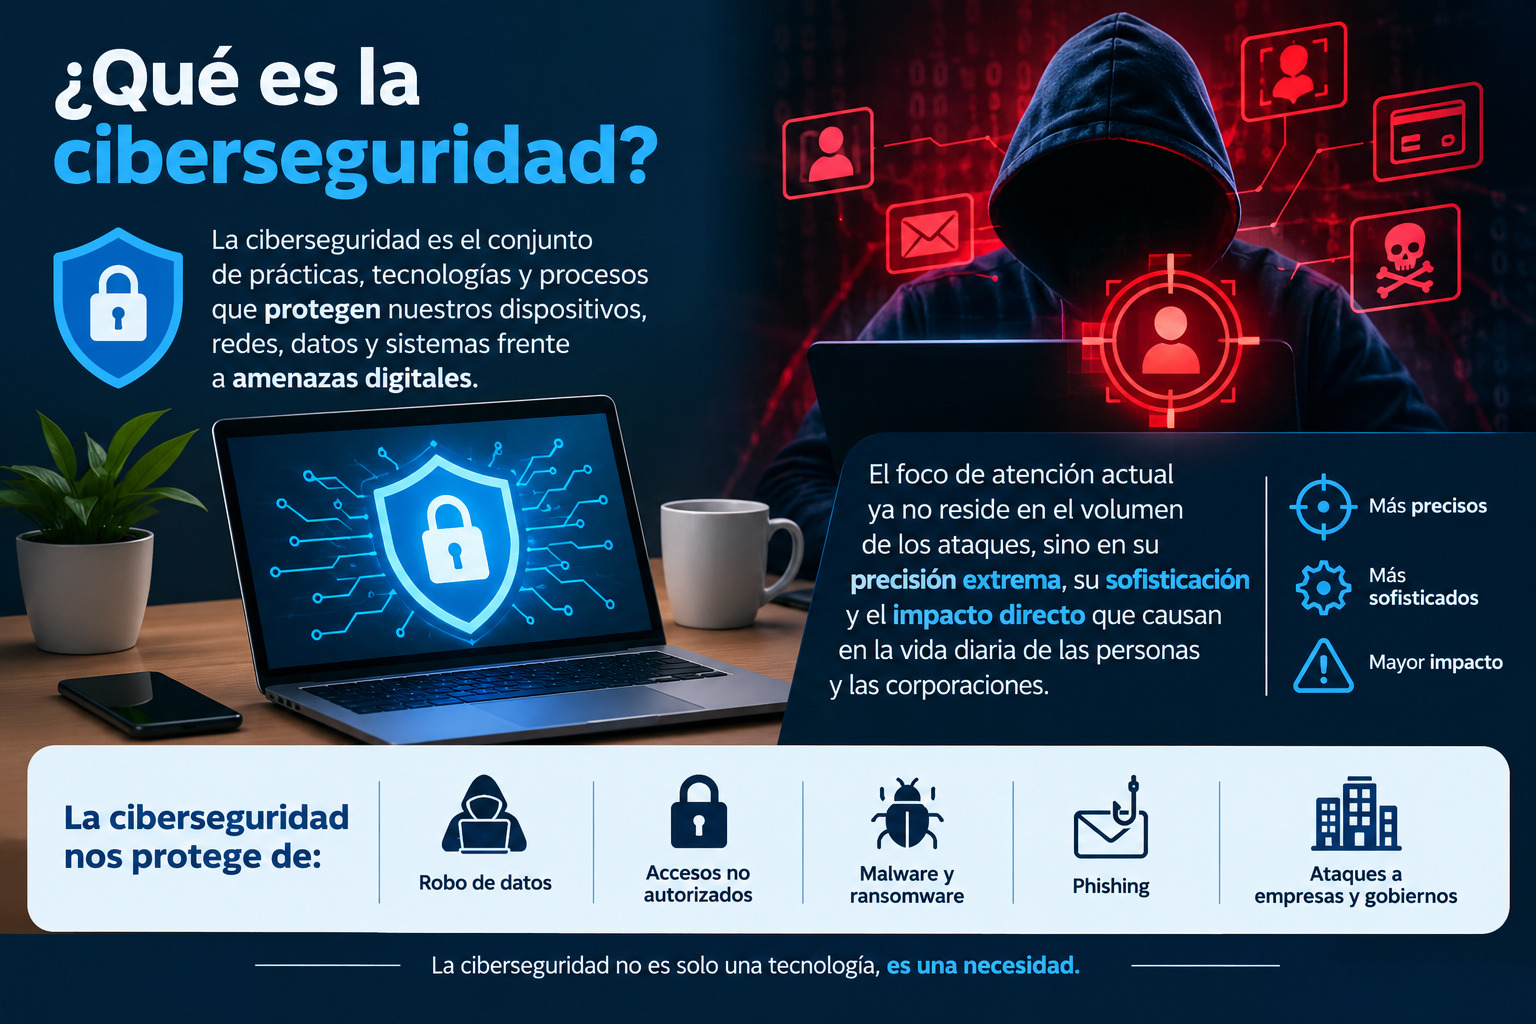 ¿Qué es la
ciberseguridad?
La ciberseguridad es el conjunto
de prácticas, tecnologías y procesos
que protegen nuestros dispositivos,
redes, datos y sistemas frente
a amenazas digitales.
El foco de atención actual
ya no reside en el volumen
de los ataques, sino en su
precisión extrema, su sofisticación
y el impacto directo que causan
en la vida diaria de las personas
y las corporaciones.
Más precisos
Más
sofisticados
Mayor impacto
La ciberseguridad
nos protege de:
Robo de datos
Accesos no
autorizados
Malware y
ransomware
Phishing
Ataques a
empresas y gobiernos
La ciberseguridad no es solo una tecnología, es una necesidad.